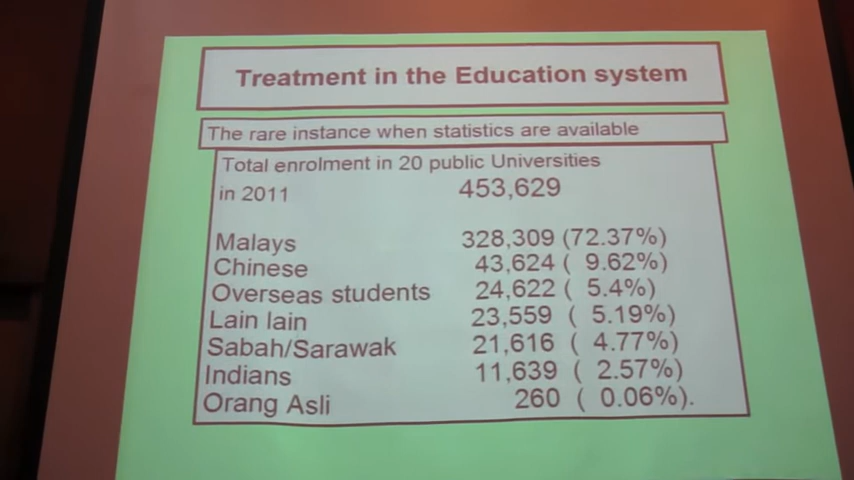 Treatment in the Education system
The rare instance when statistics are available
Total enrolment in 20 public Universities
in 2011 453,629
Malays 328,309 (72.37%)
Chinese 43,624 ( 9.62%)
Overseas students 24,622 ( 5.4%)
Lain lain 23,559 ( 5.19%)
Sabah/Sarawak 21,616 ( 4.77%)
Indians 11,639 ( 2.57%)
Orang Asli 260 ( 0.06%).